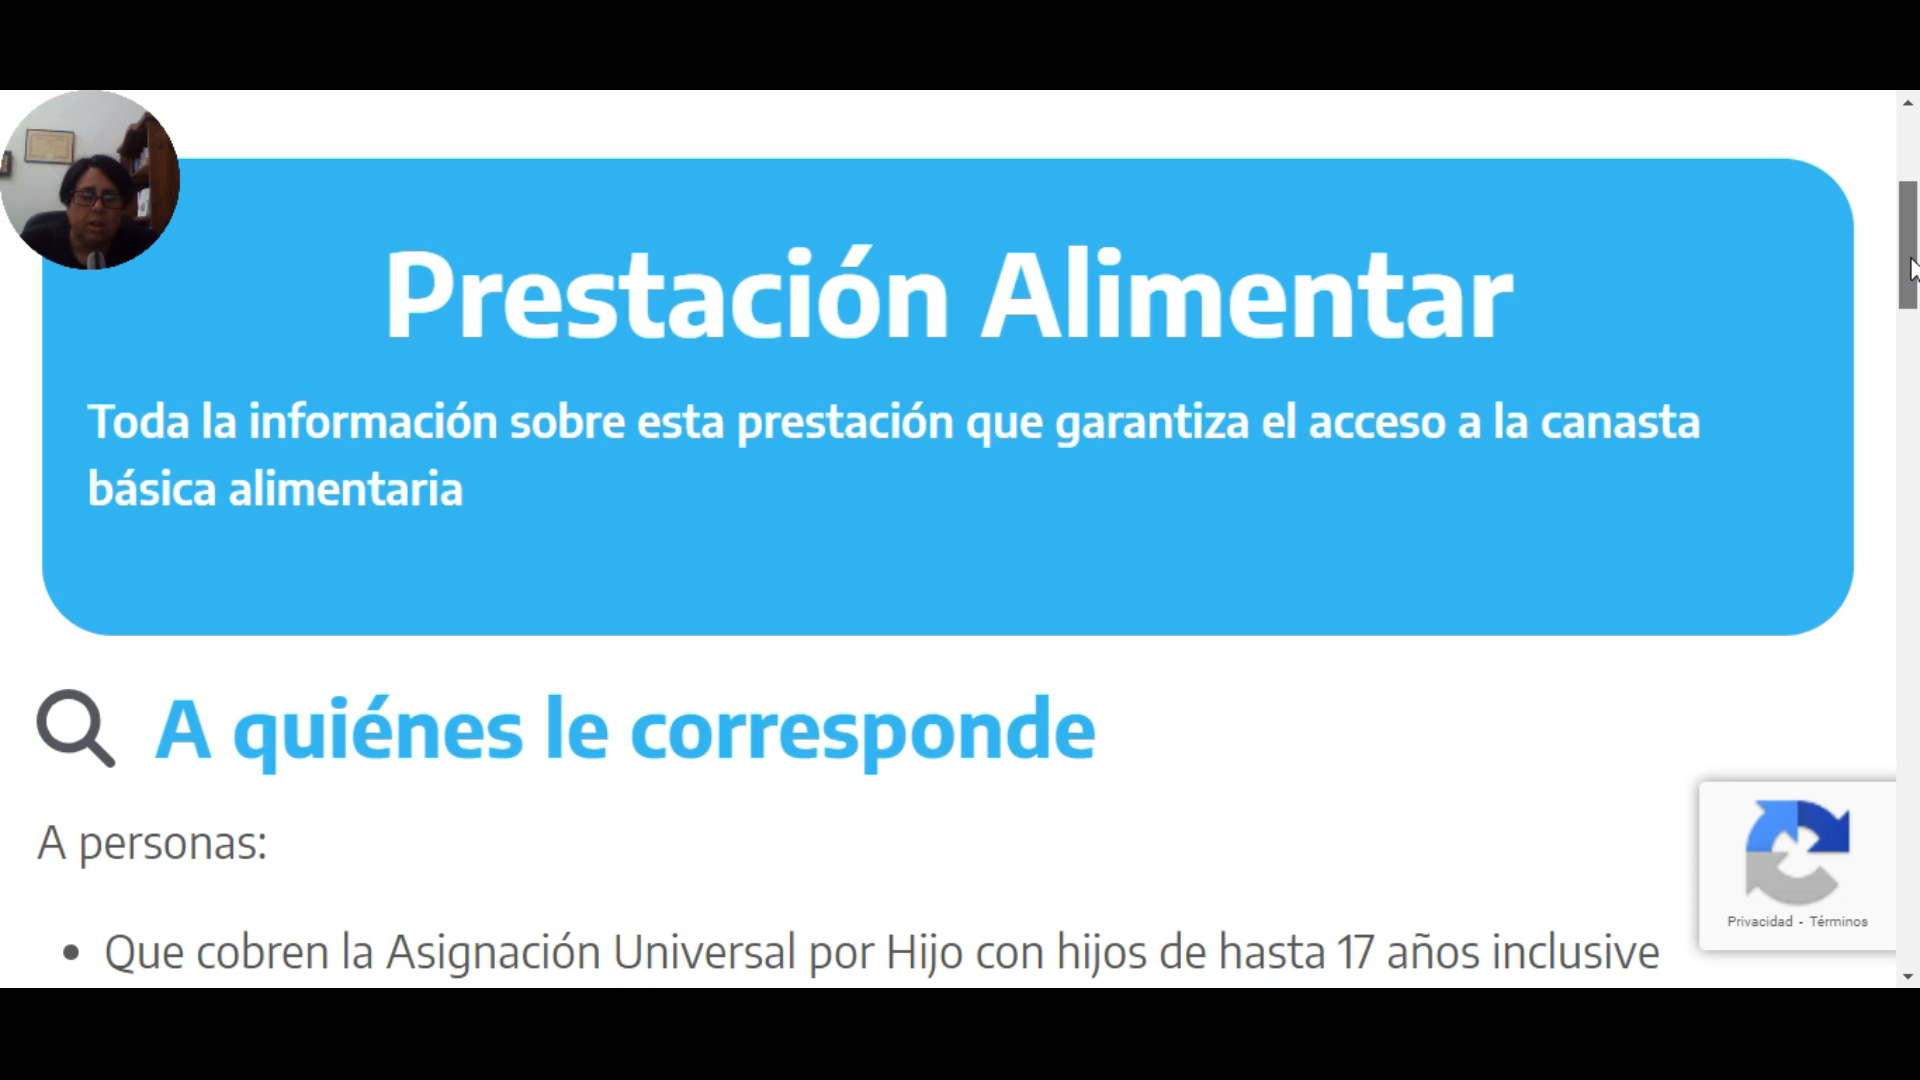 Prestación Alimentar
Toda la información sobre esta prestación que garantiza el acceso a la canasta
básica alimentaria
A quiénes le corresponde
A personas:
• Que cobren la Asignación Universal por Hijo con hijos de hasta 17 años inclusive
Privacidad - Términos